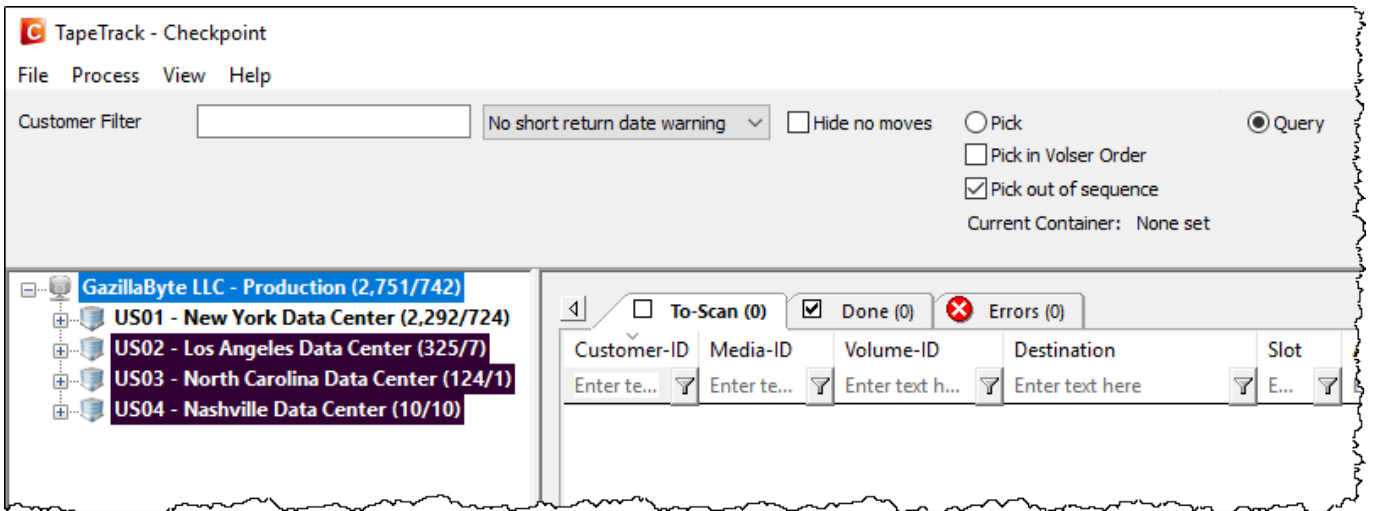 TapeTrack - Checkpoint
File Process View Help
Customer Filter No short return date warning Hide no moves Pick Query
Pick in Volser Order
Pick out of sequence
Current Container: None set
GazillaByte LLC - Production (2,751/742)
US01 - New York Data Center (2,292/724)
US02 - Los Angeles Data Center (325/7)
US03 - North Carolina Data Center (124/1)
US04 - Nashville Data Center (10/10)
To-Scan (0) Done (0) Errors (0)
Customer-ID Media-ID Volume-ID Destination Slot
Enter te... Enter te... Enter text h... Enter text here E...